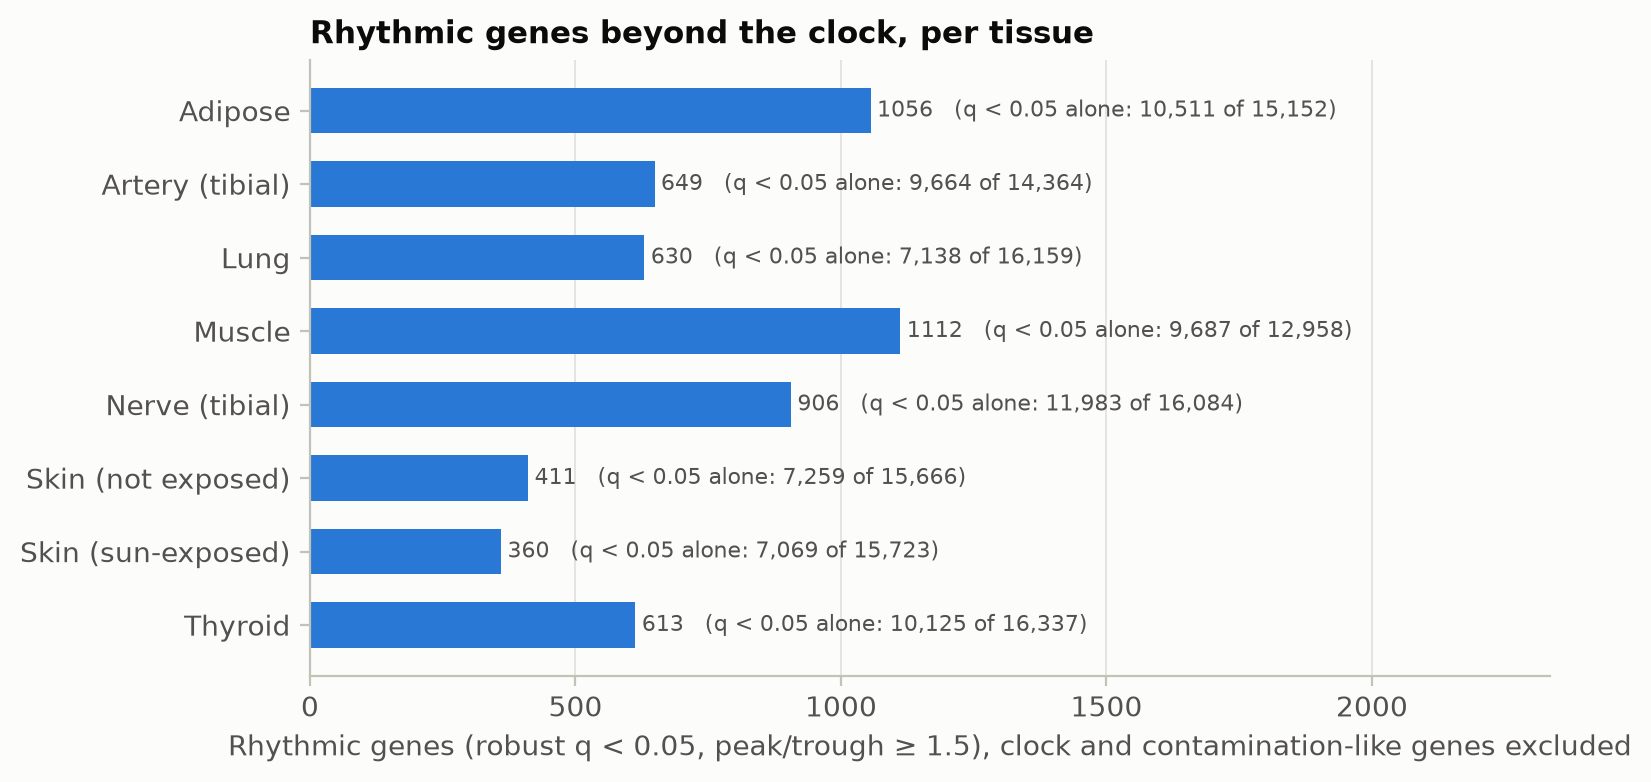 Rhythmic genes beyond the clock, per tissue
Adipose 1056 (q < 0.05 alone: 10,511 of 15,152)
Artery (tibial) 649 (q < 0.05 alone: 9,664 of 14,364)
Lung 630 (q < 0.05 alone: 7,138 of 16,159)
Muscle 1112 (q < 0.05 alone: 9,687 of 12,958)
Nerve (tibial) 906 (q < 0.05 alone: 11,983 of 16,084)
Skin (not exposed) 411 (q < 0.05 alone: 7,259 of 15,666)
Skin (sun-exposed) 360 (q < 0.05 alone: 7,069 of 15,723)
Thyroid 613 (q < 0.05 alone: 10,125 of 16,337)
0 500 1000 1500 2000
Rhythmic genes (robust q < 0.05, peak/trough ≥ 1.5), clock and contamination-like genes excluded